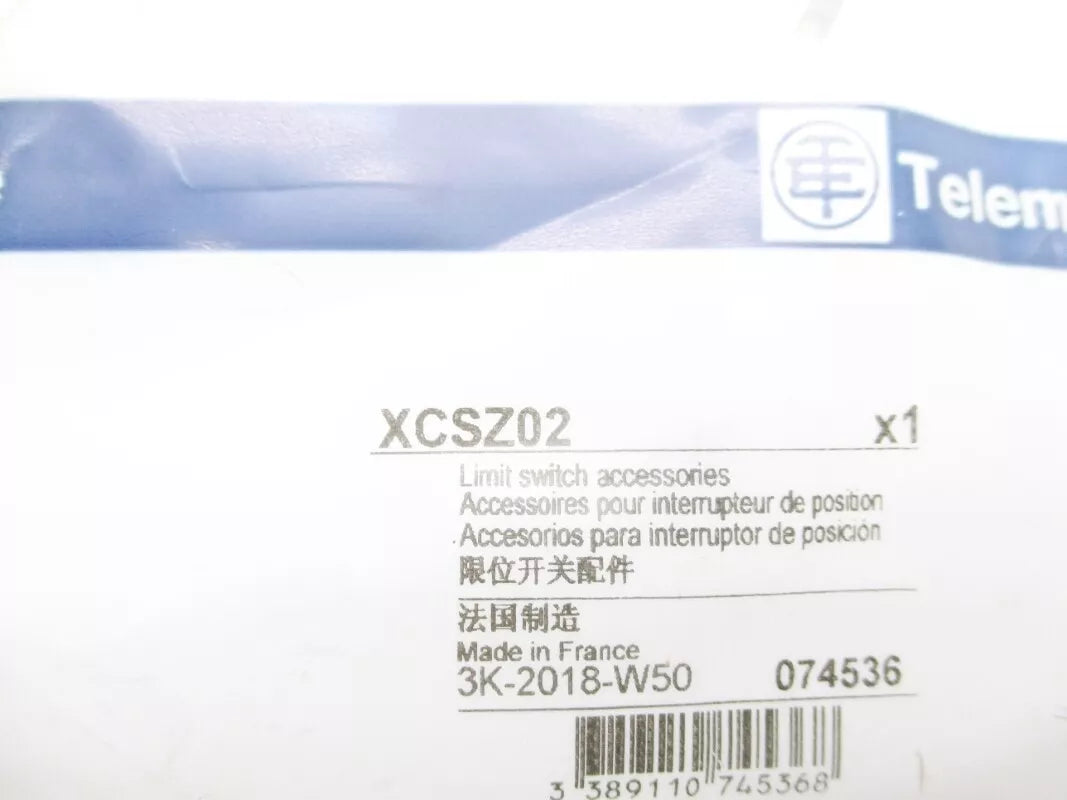 Telem
XCSZ02 x1
Limit switch accessories
Accessoires pour interrupteur de position
Accesorios para interruptor de posición
限位开关配件
法国制造
Made in France
3K-2018-W50 074536
3 389110 745368